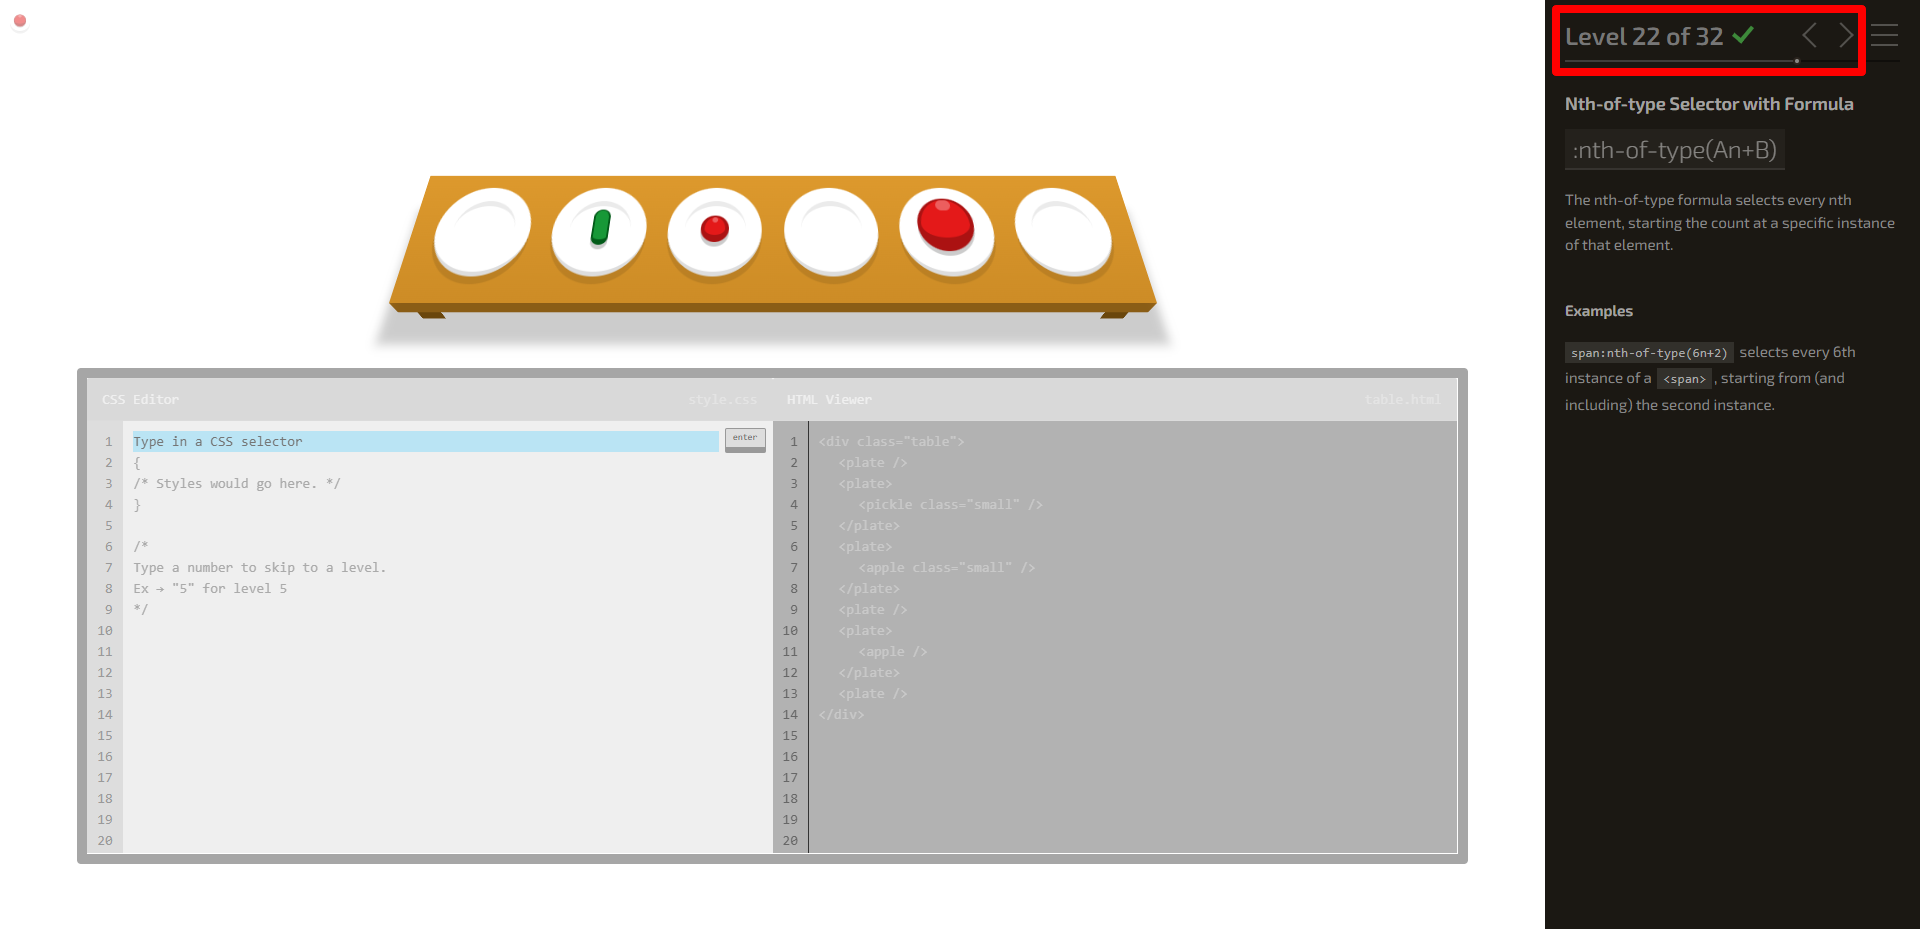 Level 22 of 32
Nth-of-type Selector with Formula
:nth-of-type(An+B)
The nth-of-type formula selects every nth
element, starting the count at a specific instance
of that element.
Examples
span:nth-of-type(6n+2) selects every 6th
instance of a <span>, starting from (and
including) the second instance.
CSS Editor style.css
1 Type in a CSS selector enter
2 {
3 /* Styles would go here. */
4 }
5
6 /*
7 Type a number to skip to a level.
8 Ex → "5" for level 5
9 */
10
11
12
13
14
15
16
17
18
19
20
HTML Viewer table.html
1 <div class="table">
2 <plate />
3 <plate>
4 <pickle class="small" />
5 </plate>
6 <plate>
7 <apple class="small" />
8 </plate>
9 <plate />
10 <plate>
11 <apple />
12 </plate>
13 <plate />
14 </div>
15
16
17
18
19
20